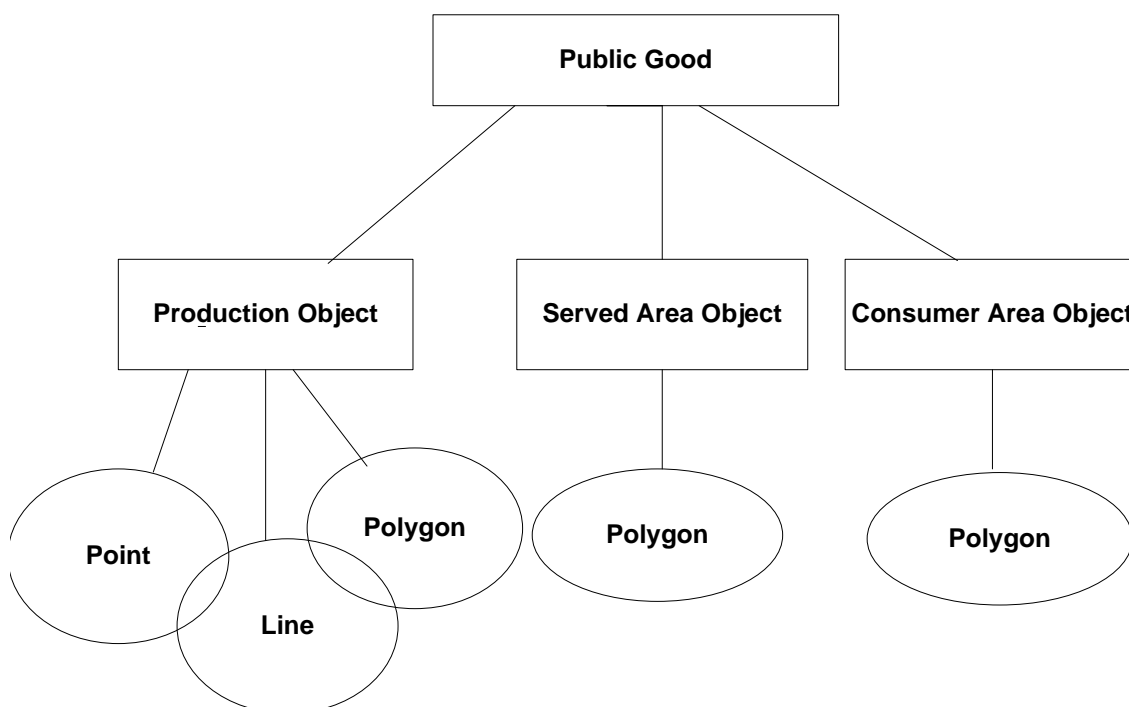 Public Good
Production Object
Served Area Object
Consumer Area Object
Point
Line
Polygon
Polygon
Polygon